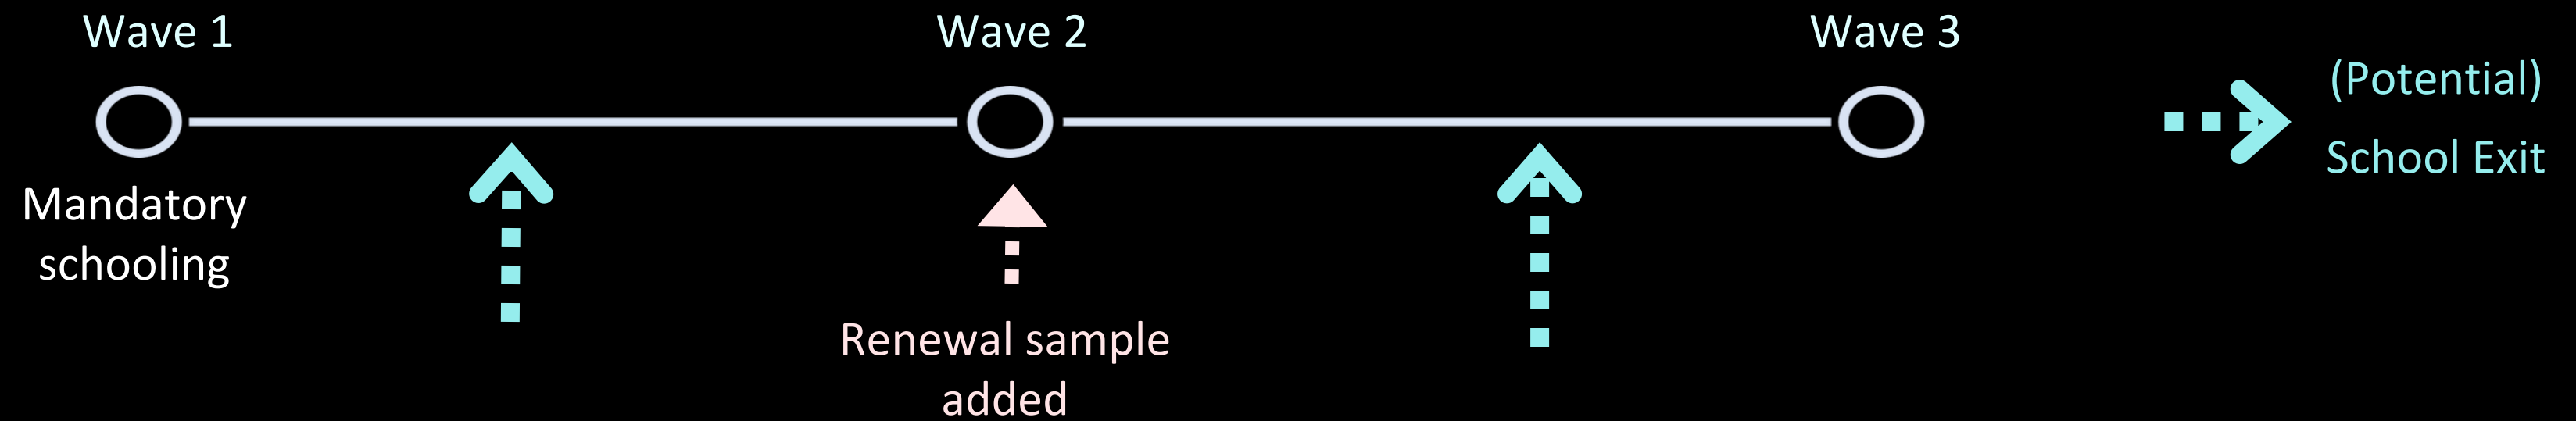 Wave 1
Wave 2
Wave 3
(Potential)
School Exit
Mandatory
schooling
Renewal sample
added